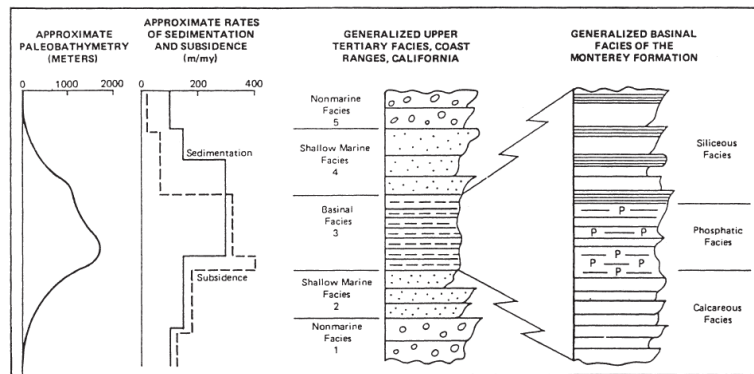 APPROXIMATE
PALEOBATHYMETRY
(METERS)
0 1000 2000
APPROXIMATE RATES
OF SEDIMENTATION
AND SUBSIDENCE
(m/my)
0 200 400
Sedimentation
Subsidence
GENERALIZED UPPER
TERTIARY FACIES, COAST
RANGES, CALIFORNIA
Nonmarine
Facies
5
Shallow Marine
Facies
4
Basinal
Facies
3
Shallow Marine
Facies
2
Nonmarine
Facies
1
GENERALIZED BASINAL
FACIES OF THE
MONTEREY FORMATION
P
P P
P
P P
P
Siliceous
Facies
Phosphatic
Facies
Calcareous
Facies